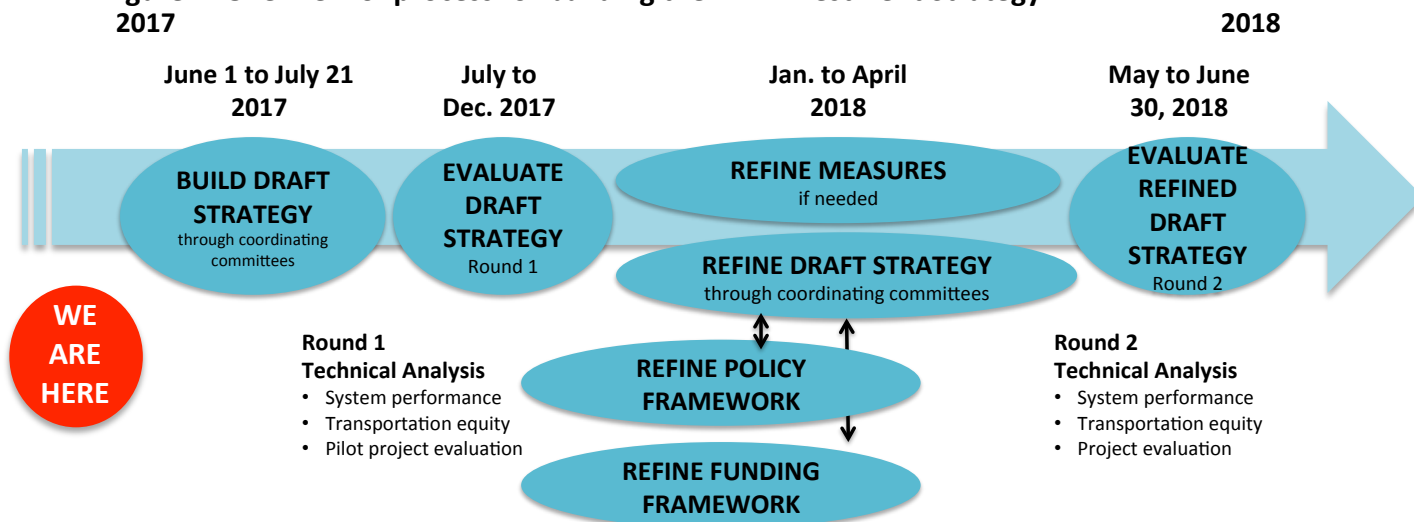 2017
2018
June 1 to July 21
2017
July to
Dec. 2017
Jan. to April
2018
May to June
30, 2018
BUILD DRAFT
STRATEGY
through coordinating
committees
EVALUATE
DRAFT
STRATEGY
Round 1
REFINE MEASURES
if needed
REFINE DRAFT STRATEGY
through coordinating committees
EVALUATE
REFINED
DRAFT
STRATEGY
Round 2
WE
ARE
HERE
Round 1
Technical Analysis
• System performance
• Transportation equity
• Pilot project evaluation
REFINE POLICY
FRAMEWORK
REFINE FUNDING
FRAMEWORK
Round 2
Technical Analysis
• System performance
• Transportation equity
• Project evaluation